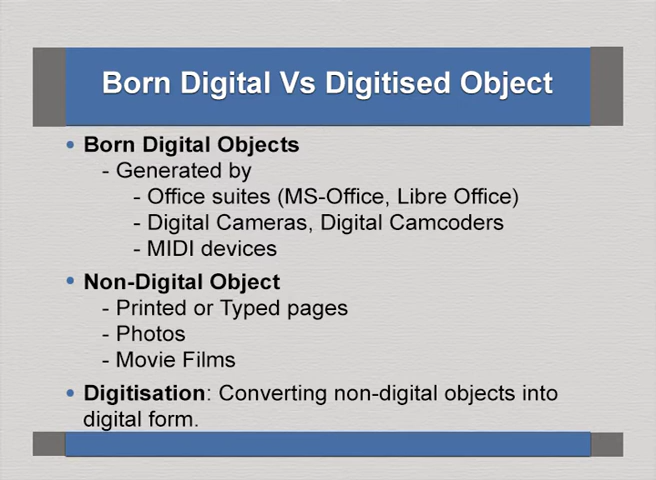 Born Digital Vs Digitised Object
• Born Digital Objects
- Generated by
- Office suites (MS-Office, Libre Office)
- Digital Cameras, Digital Camcoders
- MIDI devices
• Non-Digital Object
- Printed or Typed pages
- Photos
- Movie Films
• Digitisation: Converting non-digital objects into
digital form.